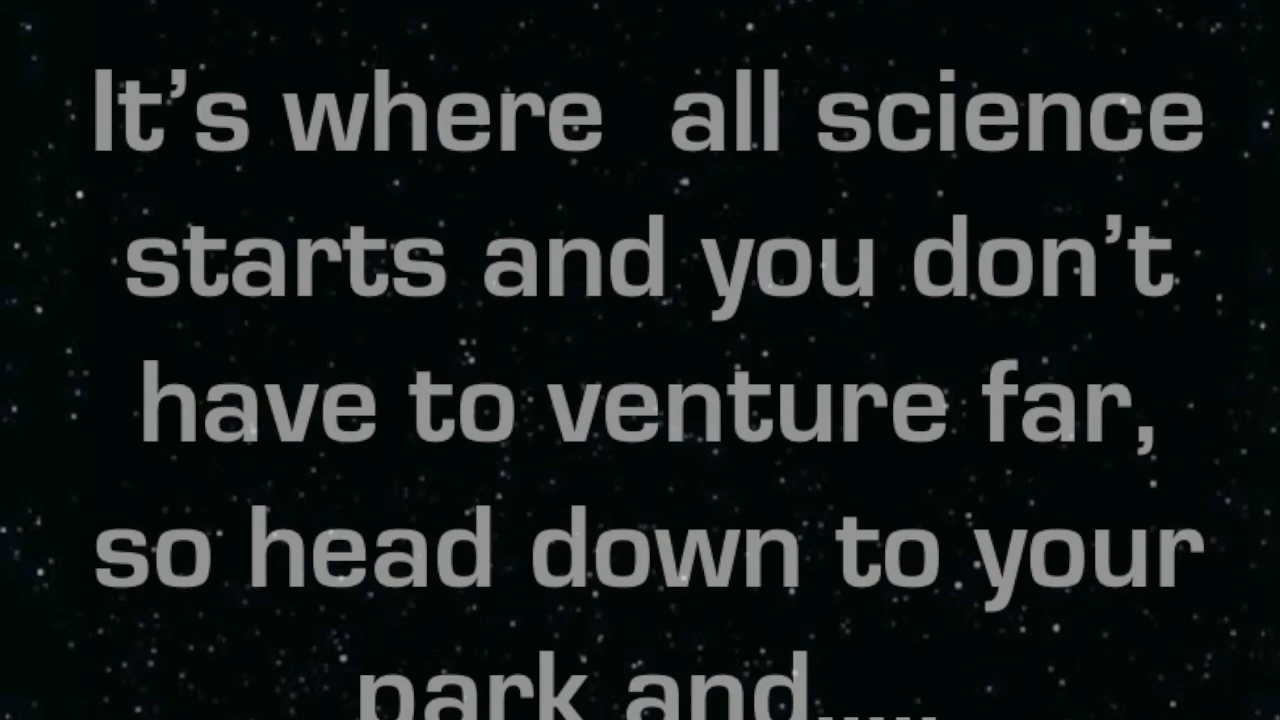 It’s where  all science
starts and you don’t
have to venture far,
so head down to your
park and.....